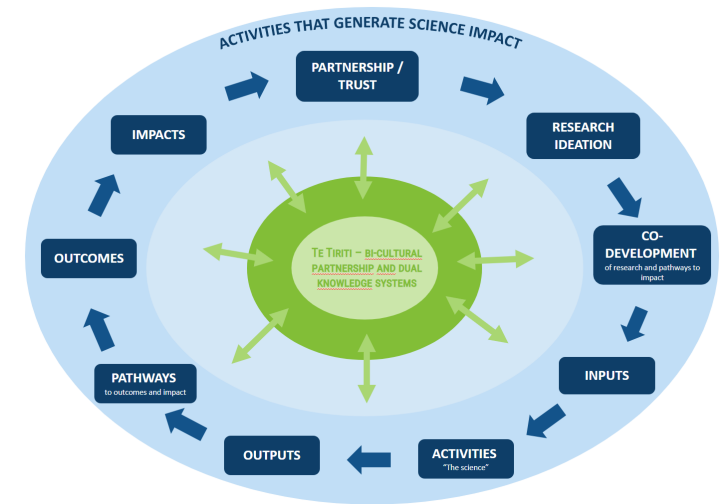 ACTIVITIES THAT GENERATE SCIENCE IMPACT
PARTNERSHIP /
TRUST
RESEARCH
IDEATION
CO-
DEVELOPMENT
of research and pathways to
impact
INPUTS
ACTIVITIES
"The science"
OUTPUTS
PATHWAYS
to outcomes and impact
OUTCOMES
IMPACTS
TE TIRITI – BI-CULTURAL
PARTNERSHIP AND DUAL
KNOWLEDGE SYSTEMS